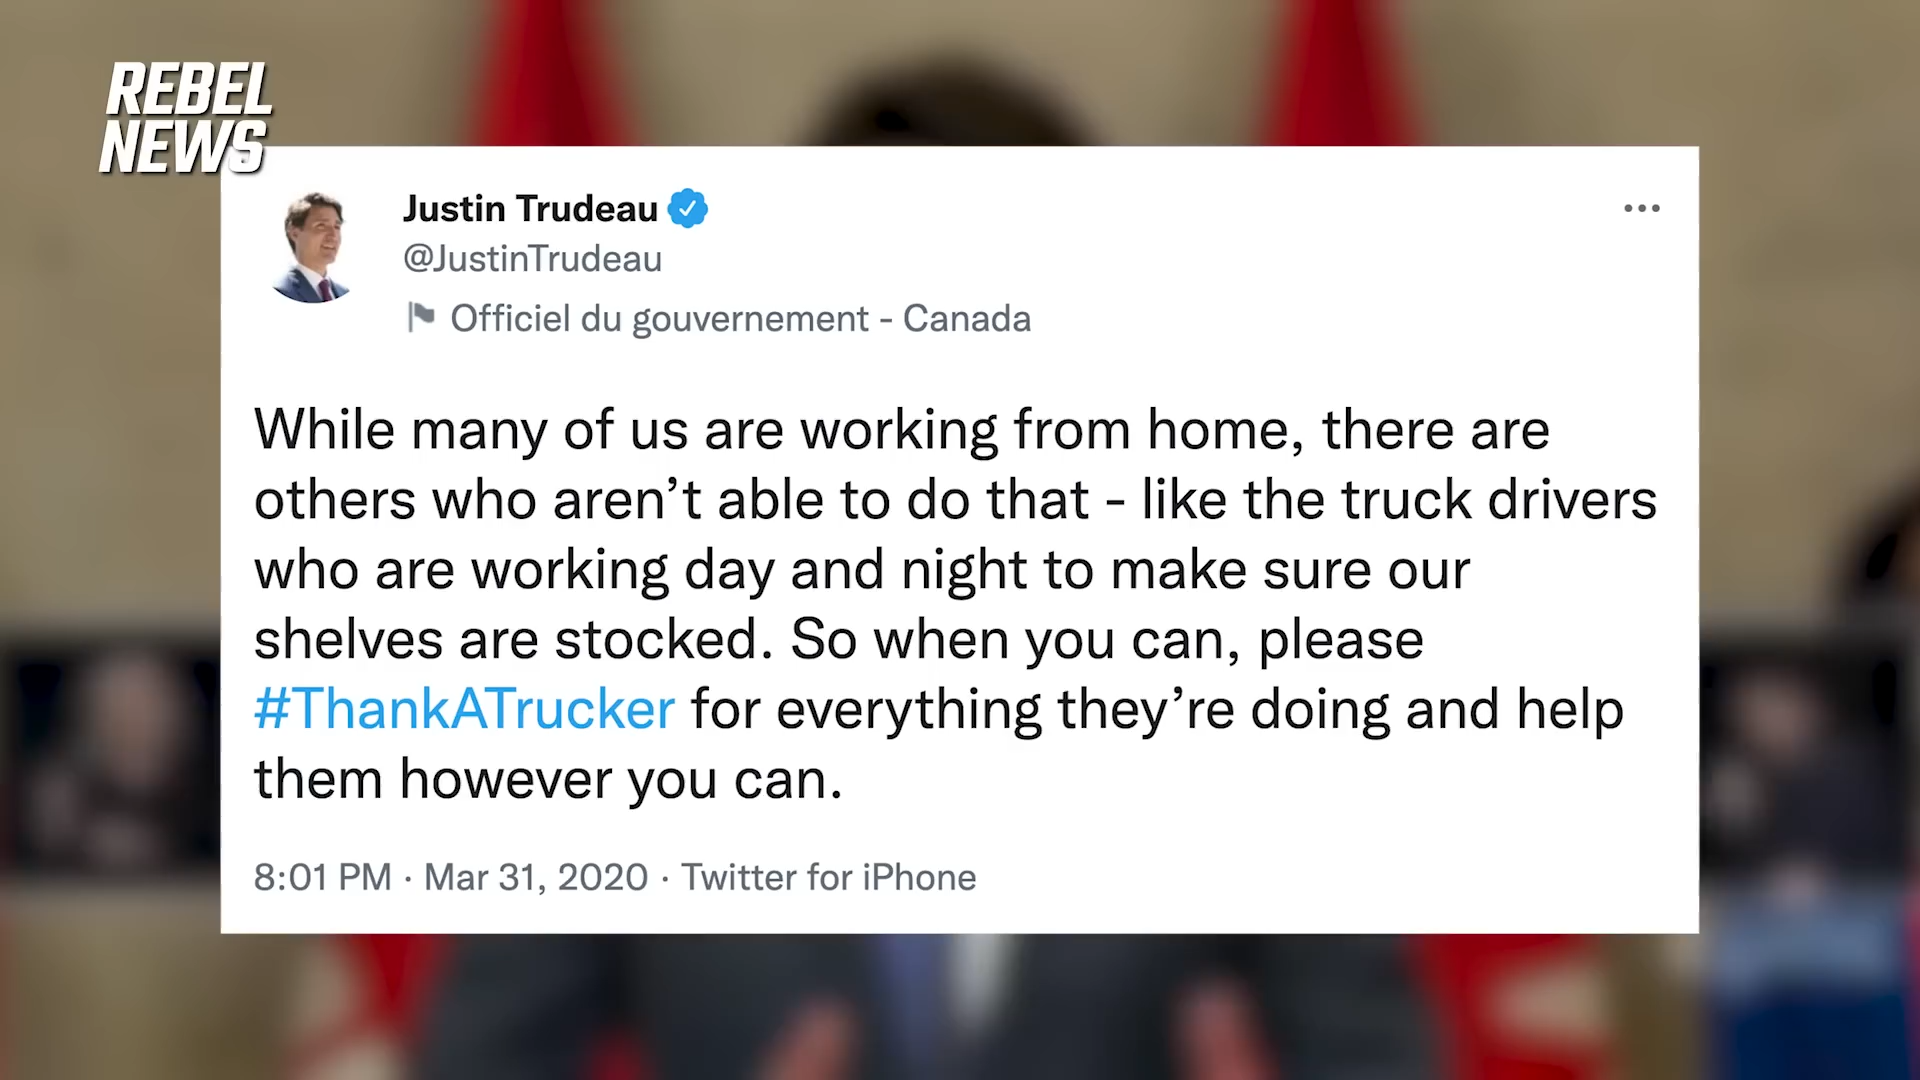 REBEL
NEWS
Justin Trudeau
@JustinTrudeau
Officiel du gouvernement - Canada
While many of us are working from home, there are
others who aren’t able to do that - like the truck drivers
who are working day and night to make sure our
shelves are stocked. So when you can, please
#ThankATrucker for everything they’re doing and help
them however you can.
8:01 PM · Mar 31, 2020 · Twitter for iPhone